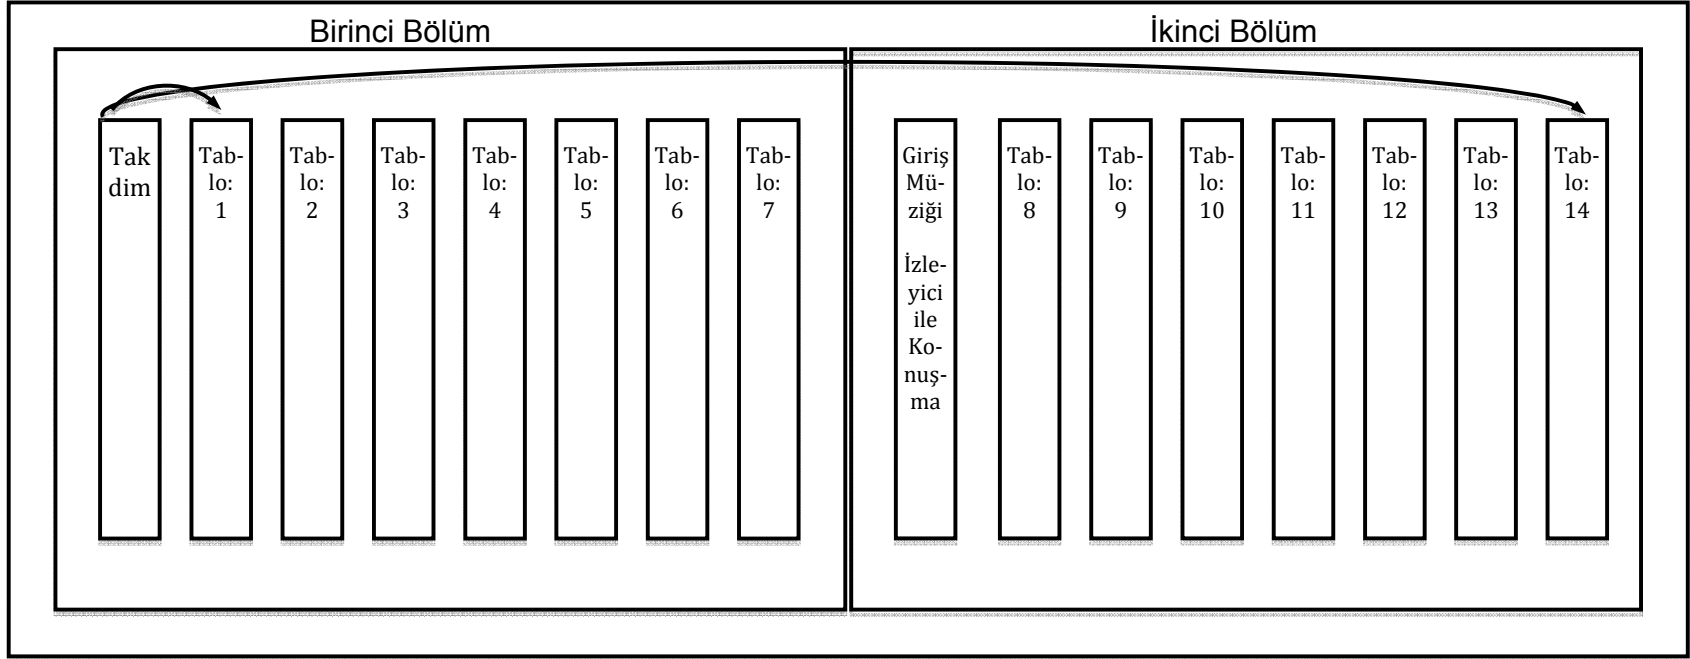 Birinci Bölüm
Tak
dim
Tab-
lo:
1
Tab-
lo:
2
Tab-
lo:
3
Tab-
lo:
4
Tab-
lo:
5
Tab-
lo:
6
Tab-
lo:
7
İkinci Bölüm
Giriş
Mü-
ziği
İzle-
yici
ile
Ko-
nuş-
ma
Tab-
lo:
8
Tab-
lo:
9
Tab-
lo:
10
Tab-
lo:
11
Tab-
lo:
12
Tab-
lo:
13
Tab-
lo:
14